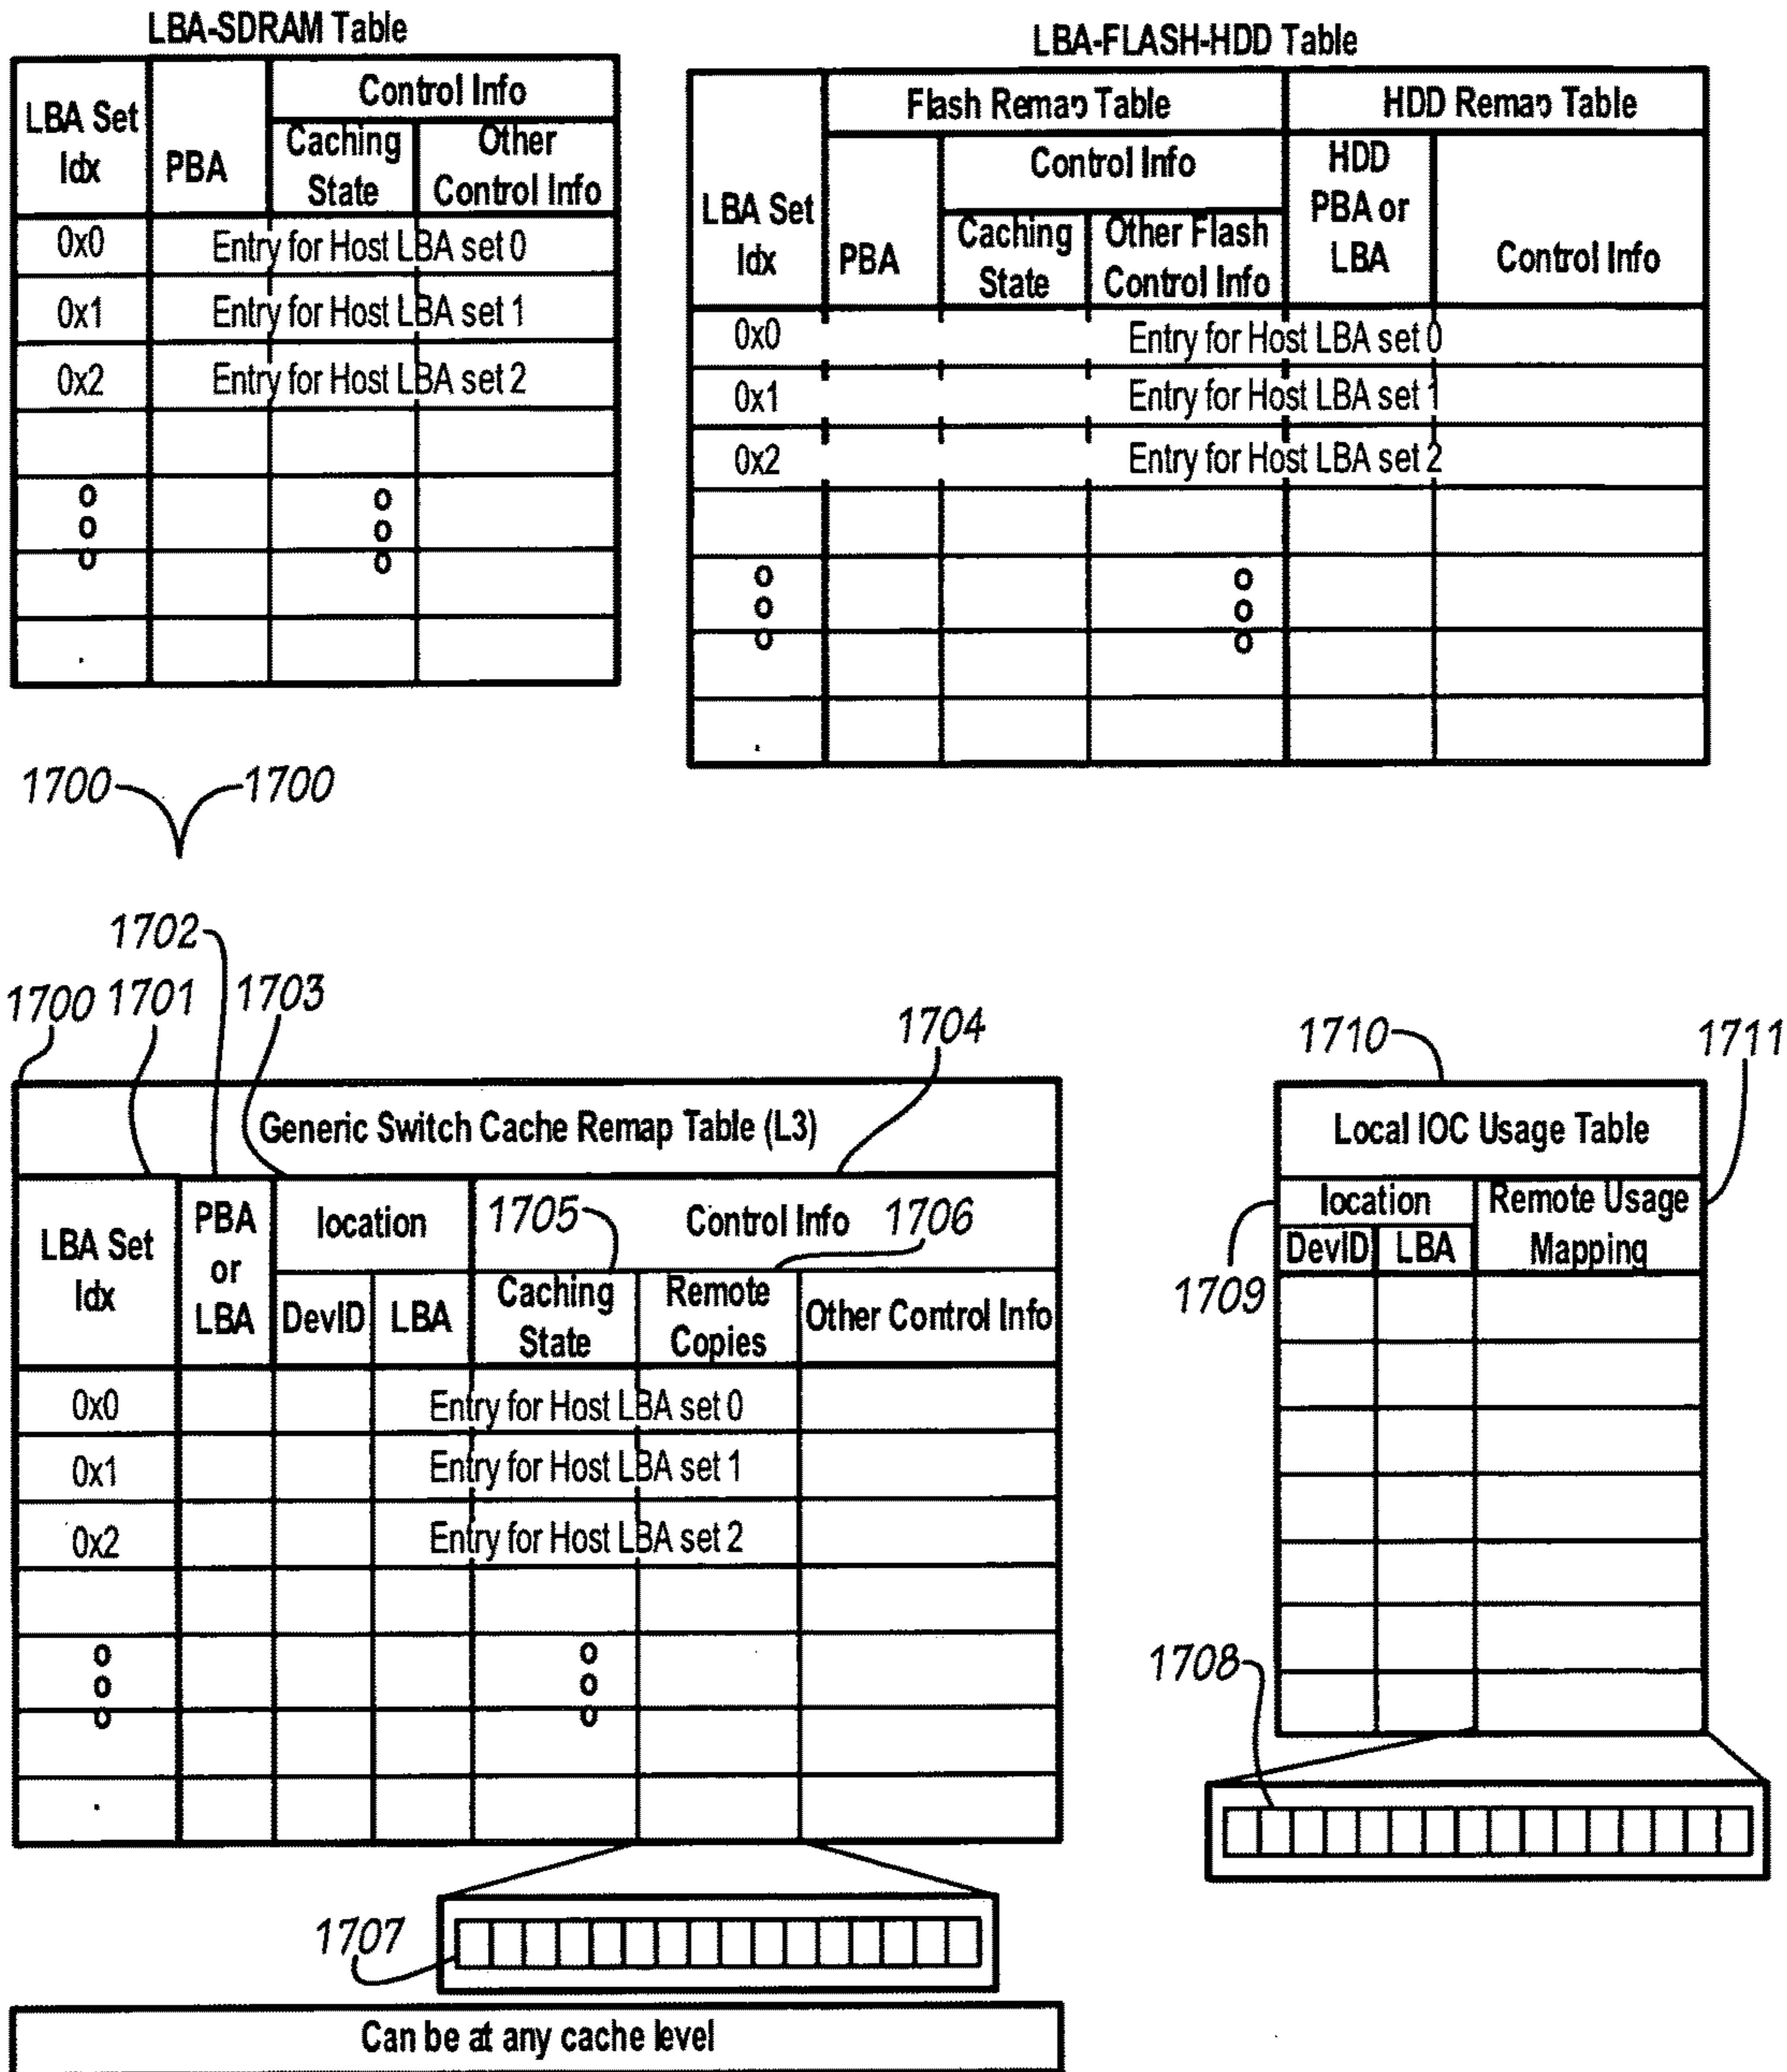 LBA-SDRAM Table
LBA Set Idx
PBA
Control Info
Caching State
Other Control Info
0x0
Entry for Host LBA set 0
0x1
Entry for Host LBA set 1
0x2
Entry for Host LBA set 2
LBA-FLASH-HDD Table
LBA Set Idx
Flash Remap Table
HDD Remap Table
PBA
Control Info
Caching State
Other Flash Control Info
HDD PBA or LBA
Control Info
0x0
Entry for Host LBA set 0
0x1
Entry for Host LBA set 1
0x2
Entry for Host LBA set 2
1700
1700
1702
1700
1701
1703
1704
Generic Switch Cache Remap Table (L3)
LBA Set Idx
PBA or LBA
location
DevID
LBA
1705
Control Info
1706
Caching State
Remote Copies
Other Control Info
0x0
Entry for Host LBA set 0
0x1
Entry for Host LBA set 1
0x2
Entry for Host LBA set 2
1707
Can be at any cache level
1710
1711
Local IOC Usage Table
location
Remote Usage Mapping
DevID
LBA
1709
1708